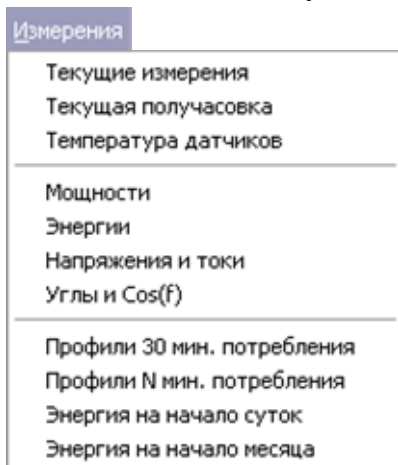 Измерения
Текущие измерения
Текущая получасовка
Температура датчиков
Мощности
Энергии
Напряжения и токи
Углы и Cos(f)
Профили 30 мин. потребления
Профили N мин. потребления
Энергия на начало суток
Энергия на начало месяца